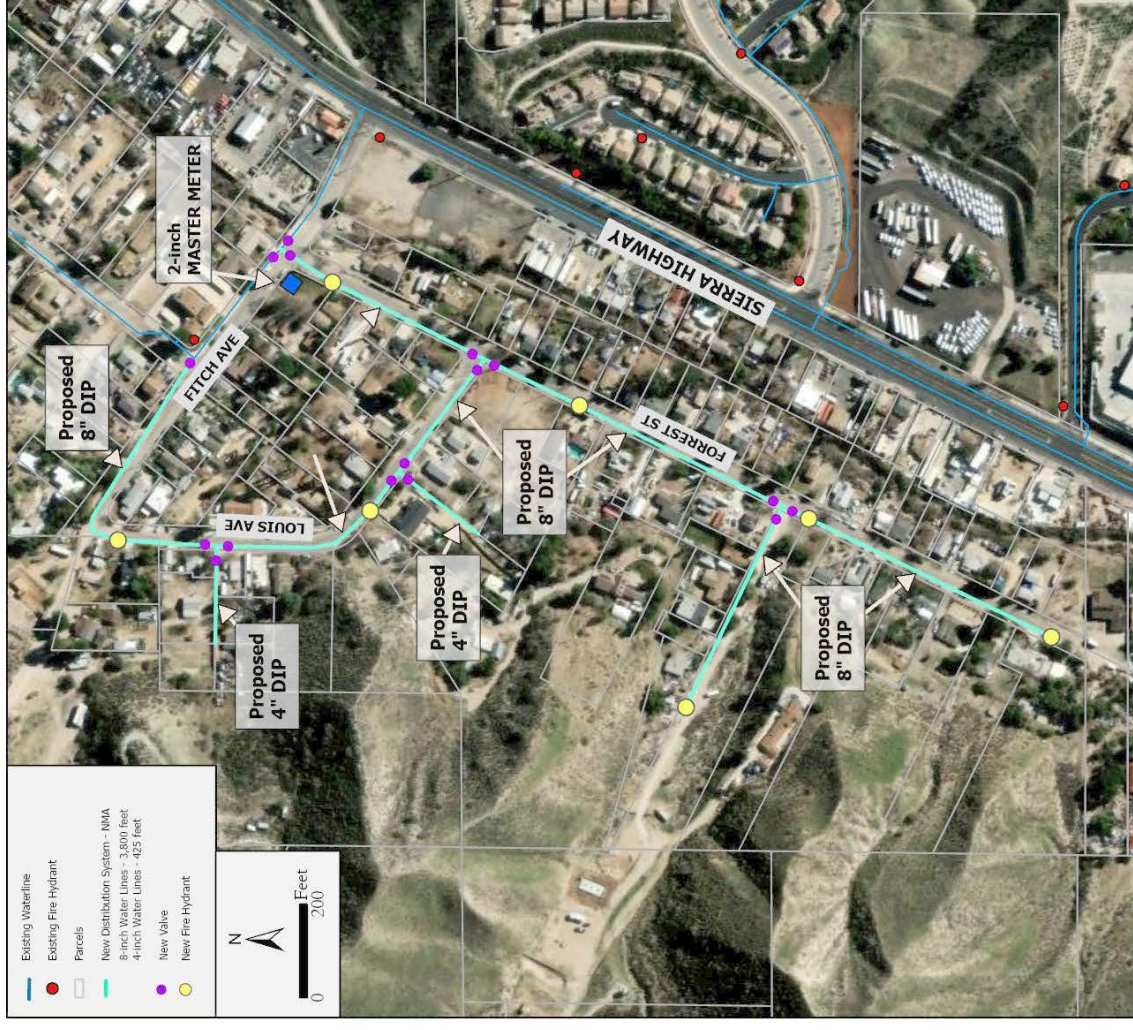 Existing Waterline
Existing Fire Hydrant
Parcels
New Distribution System - NMA
8-inch Water Lines - 3,800 feet
4-inch Water Lines - 425 feet
New Valve
New Fire Hydrant
N
0
200
Feet
Proposed
8" DIP
2-inch
MASTER METER
FITCH AVE
LOUIS AVE
Proposed
4" DIP
Proposed
4" DIP
Proposed
8" DIP
FORREST ST
SIERRA HIGHWAY
Proposed
8" DIP